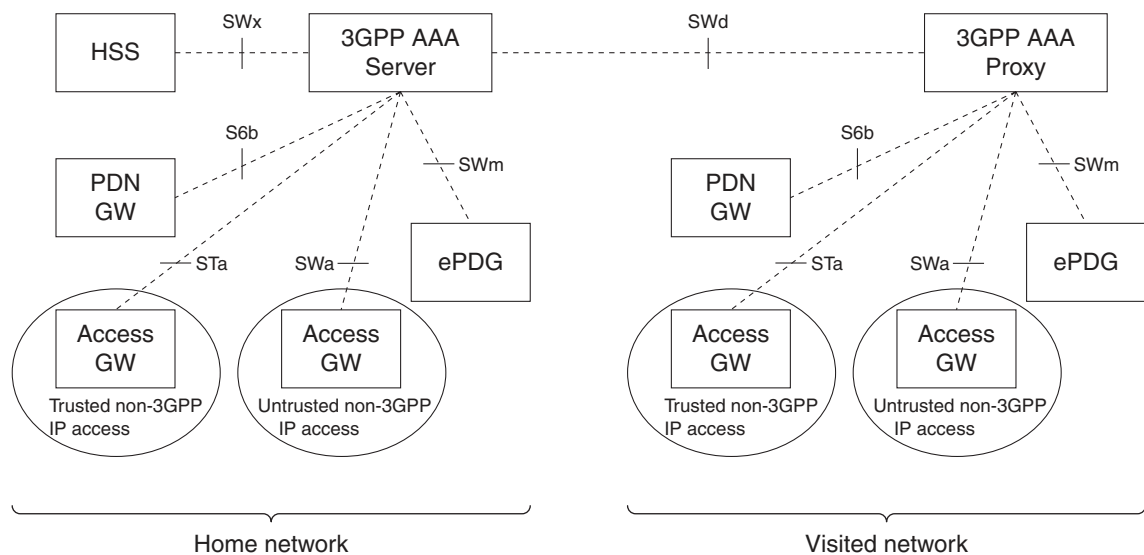 SWx
SWd
HSS
3GPP AAA
Server
3GPP AAA
Proxy
S6b
S6b
SWm
SWm
PDN
GW
PDN
GW
ePDG
ePDG
STa
SWa
STa
SWa
Access
GW
Access
GW
Access
GW
Access
GW
Trusted non-3GPP
IP access
Untrusted non-3GPP
IP access
Trusted non-3GPP
IP access
Untrusted non-3GPP
IP access
Home network
Visited network